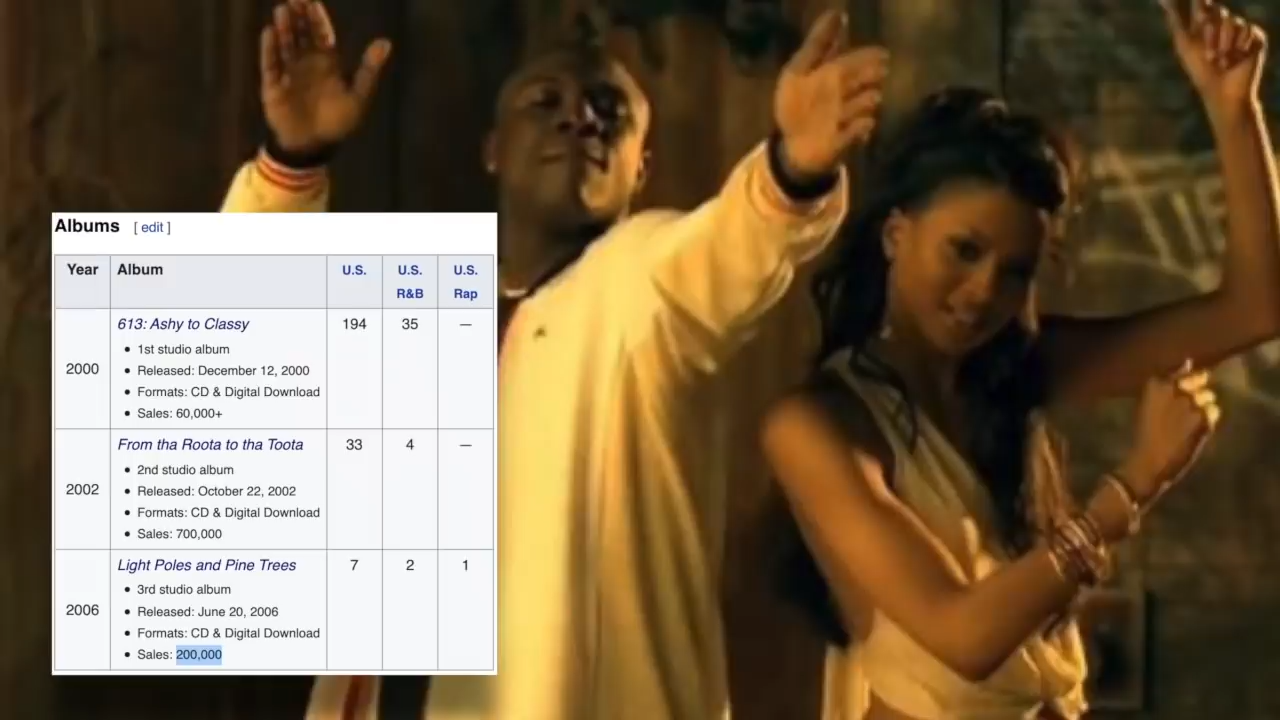 Albums [ edit ]
Year Album U.S. U.S. R&B U.S. Rap
2000
613: Ashy to Classy 194 35 —
• 1st studio album
• Released: December 12, 2000
• Formats: CD & Digital Download
• Sales: 60,000+
2002
From tha Roota to tha Toota 33 4 —
• 2nd studio album
• Released: October 22, 2002
• Formats: CD & Digital Download
• Sales: 700,000
2006
Light Poles and Pine Trees 7 2 1
• 3rd studio album
• Released: June 20, 2006
• Formats: CD & Digital Download
• Sales: 200,000